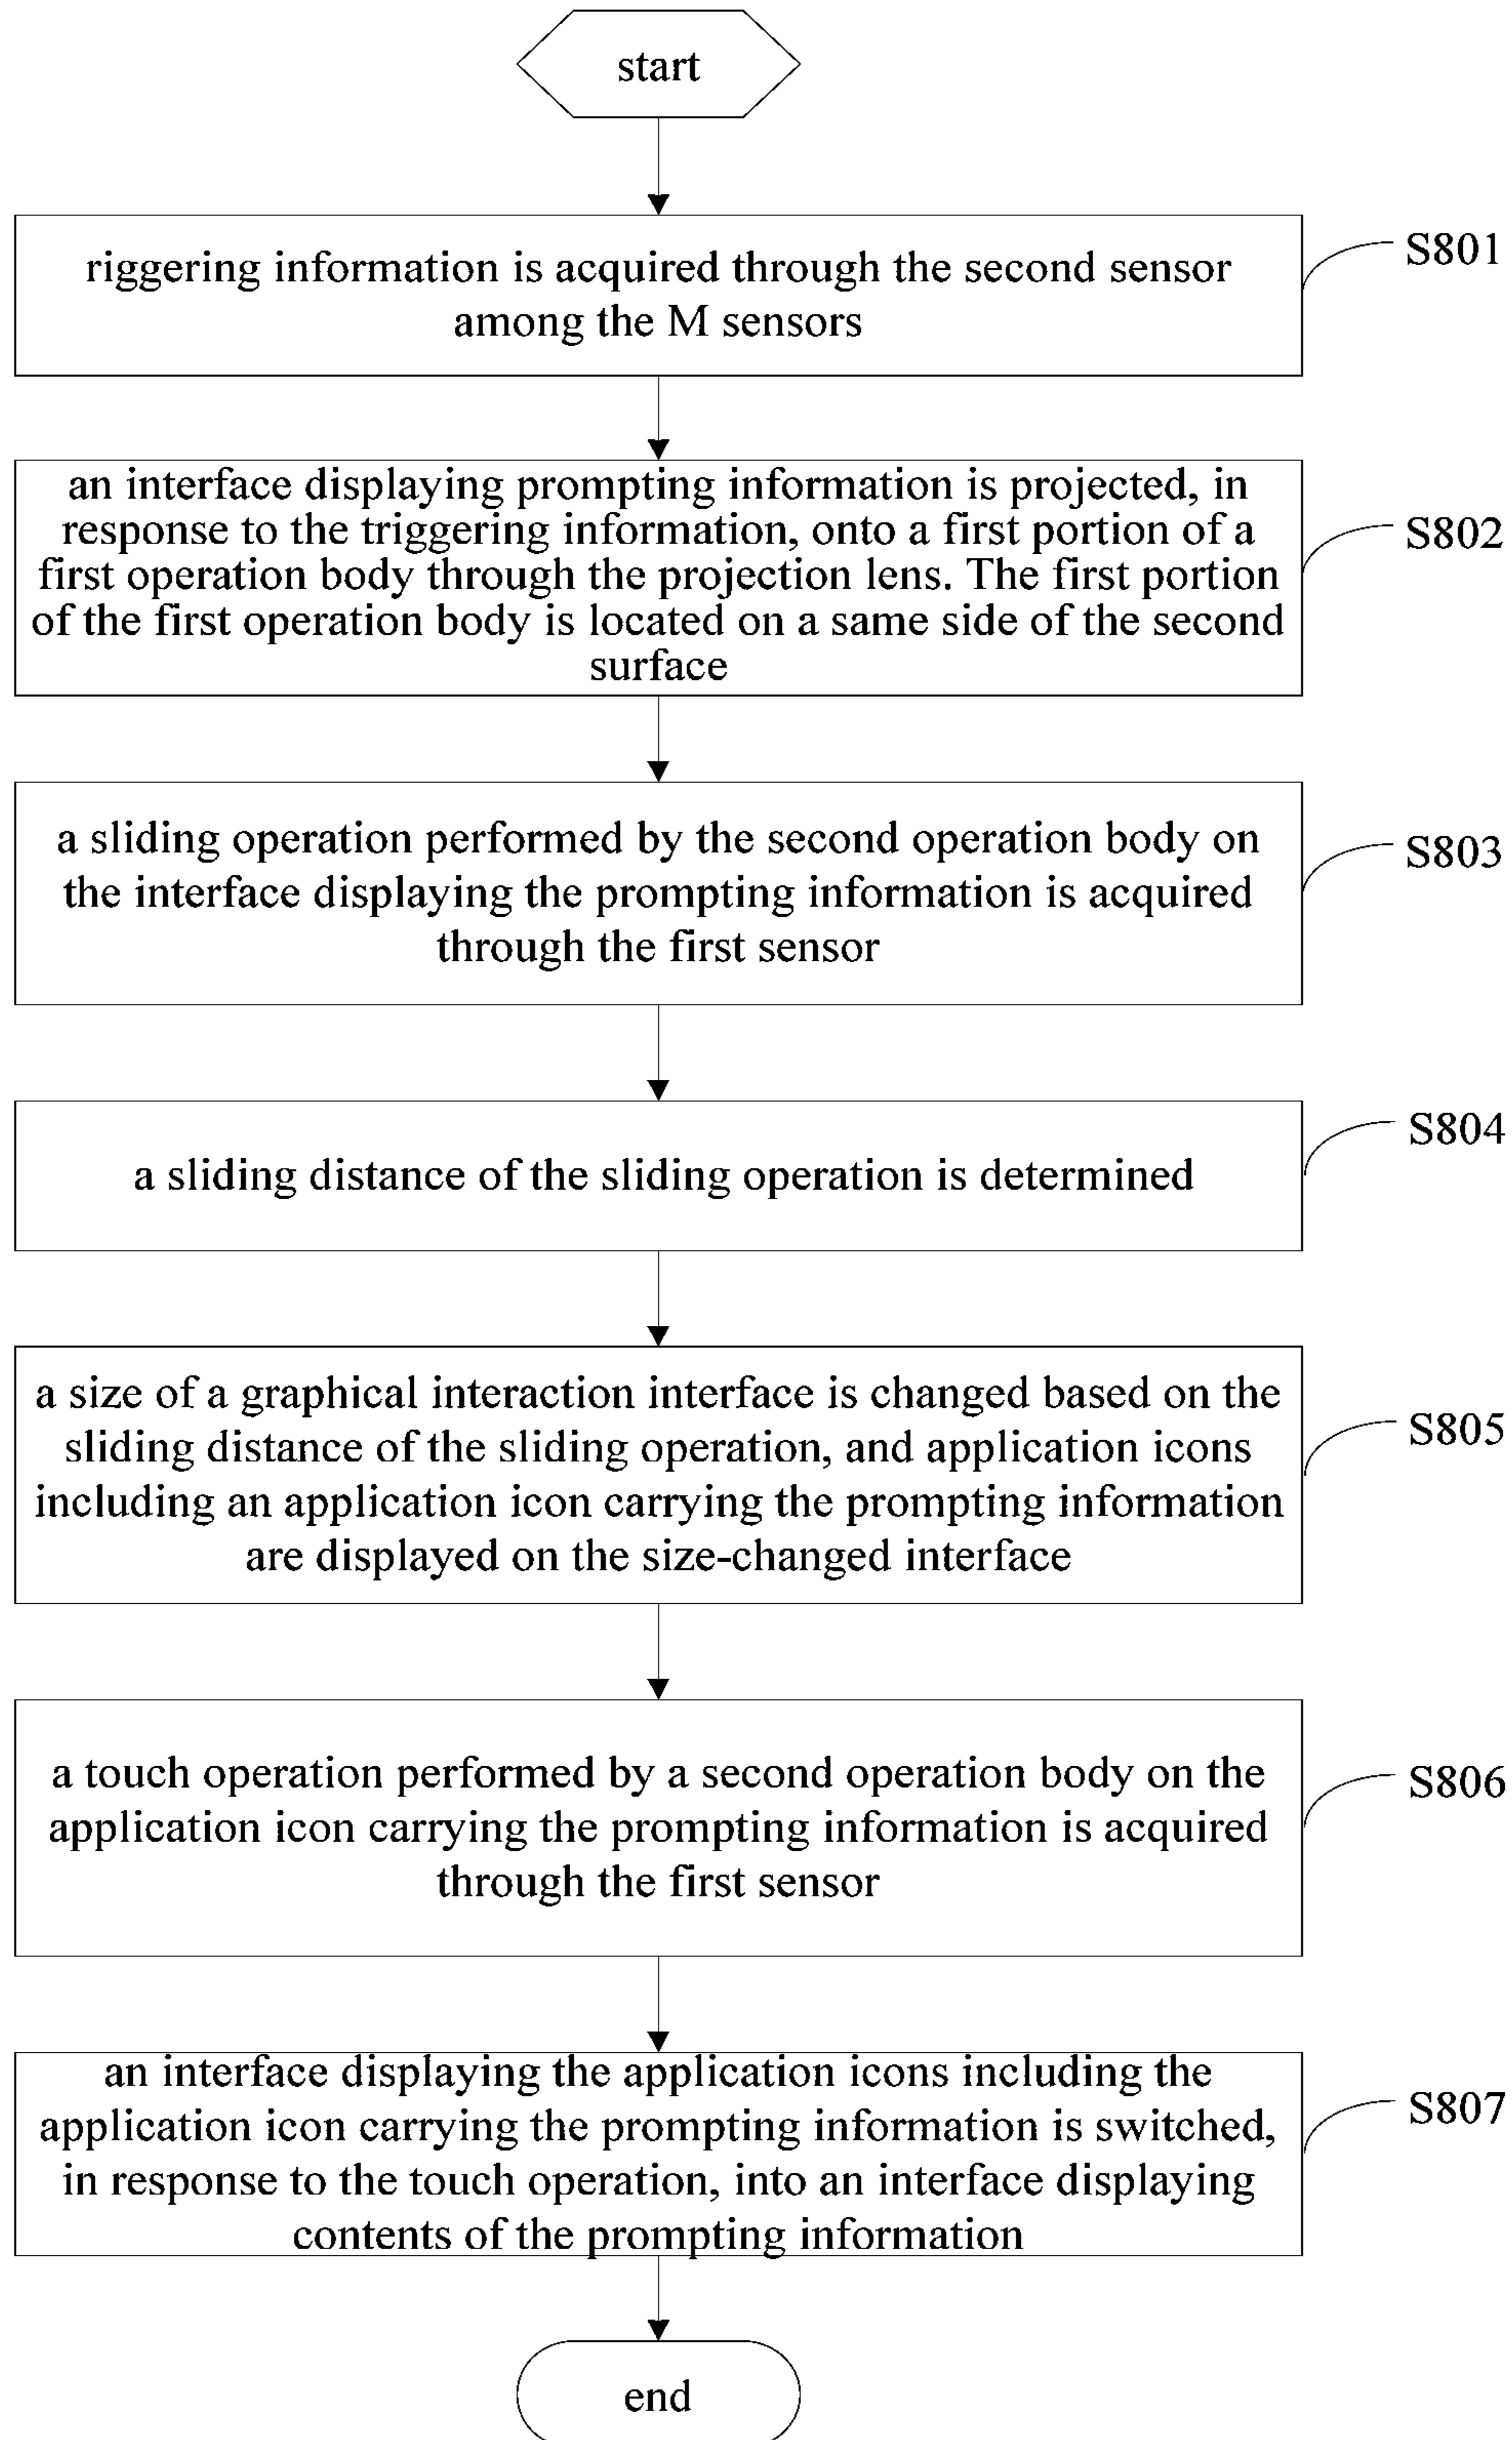 start
riggering information is acquired through the second sensor
among the M sensors
S801
an interface displaying prompting information is projected, in
response to the triggering information, onto a first portion of a
first operation body through the projection lens. The first portion
of the first operation body is located on a same side of the second
surface
S802
a sliding operation performed by the second operation body on
the interface displaying the prompting information is acquired
through the first sensor
S803
a sliding distance of the sliding operation is determined
S804
a size of a graphical interaction interface is changed based on the
sliding distance of the sliding operation, and application icons
including an application icon carrying the prompting information
are displayed on the size-changed interface
S805
a touch operation performed by a second operation body on the
application icon carrying the prompting information is acquired
through the first sensor
S806
an interface displaying the application icons including the
application icon carrying the prompting information is switched,
in response to the touch operation, into an interface displaying
contents of the prompting information
S807
end